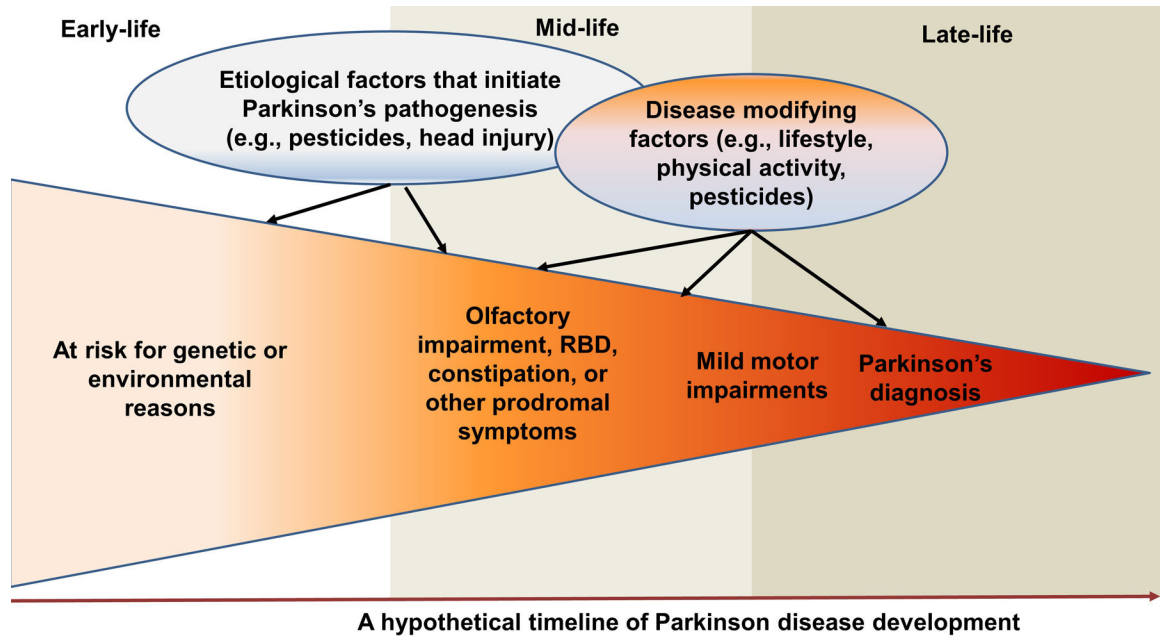 Early-life
Mid-life
Late-life
Etiological factors that initiate
Parkinson's pathogenesis
(e.g., pesticides, head injury)
Disease modifying
factors (e.g., lifestyle,
physical activity,
pesticides)
At risk for genetic or
environmental
reasons
Olfactory
impairment, RBD,
constipation, or
other prodromal
symptoms
Mild motor
impairments
Parkinson's
diagnosis
A hypothetical timeline of Parkinson disease development